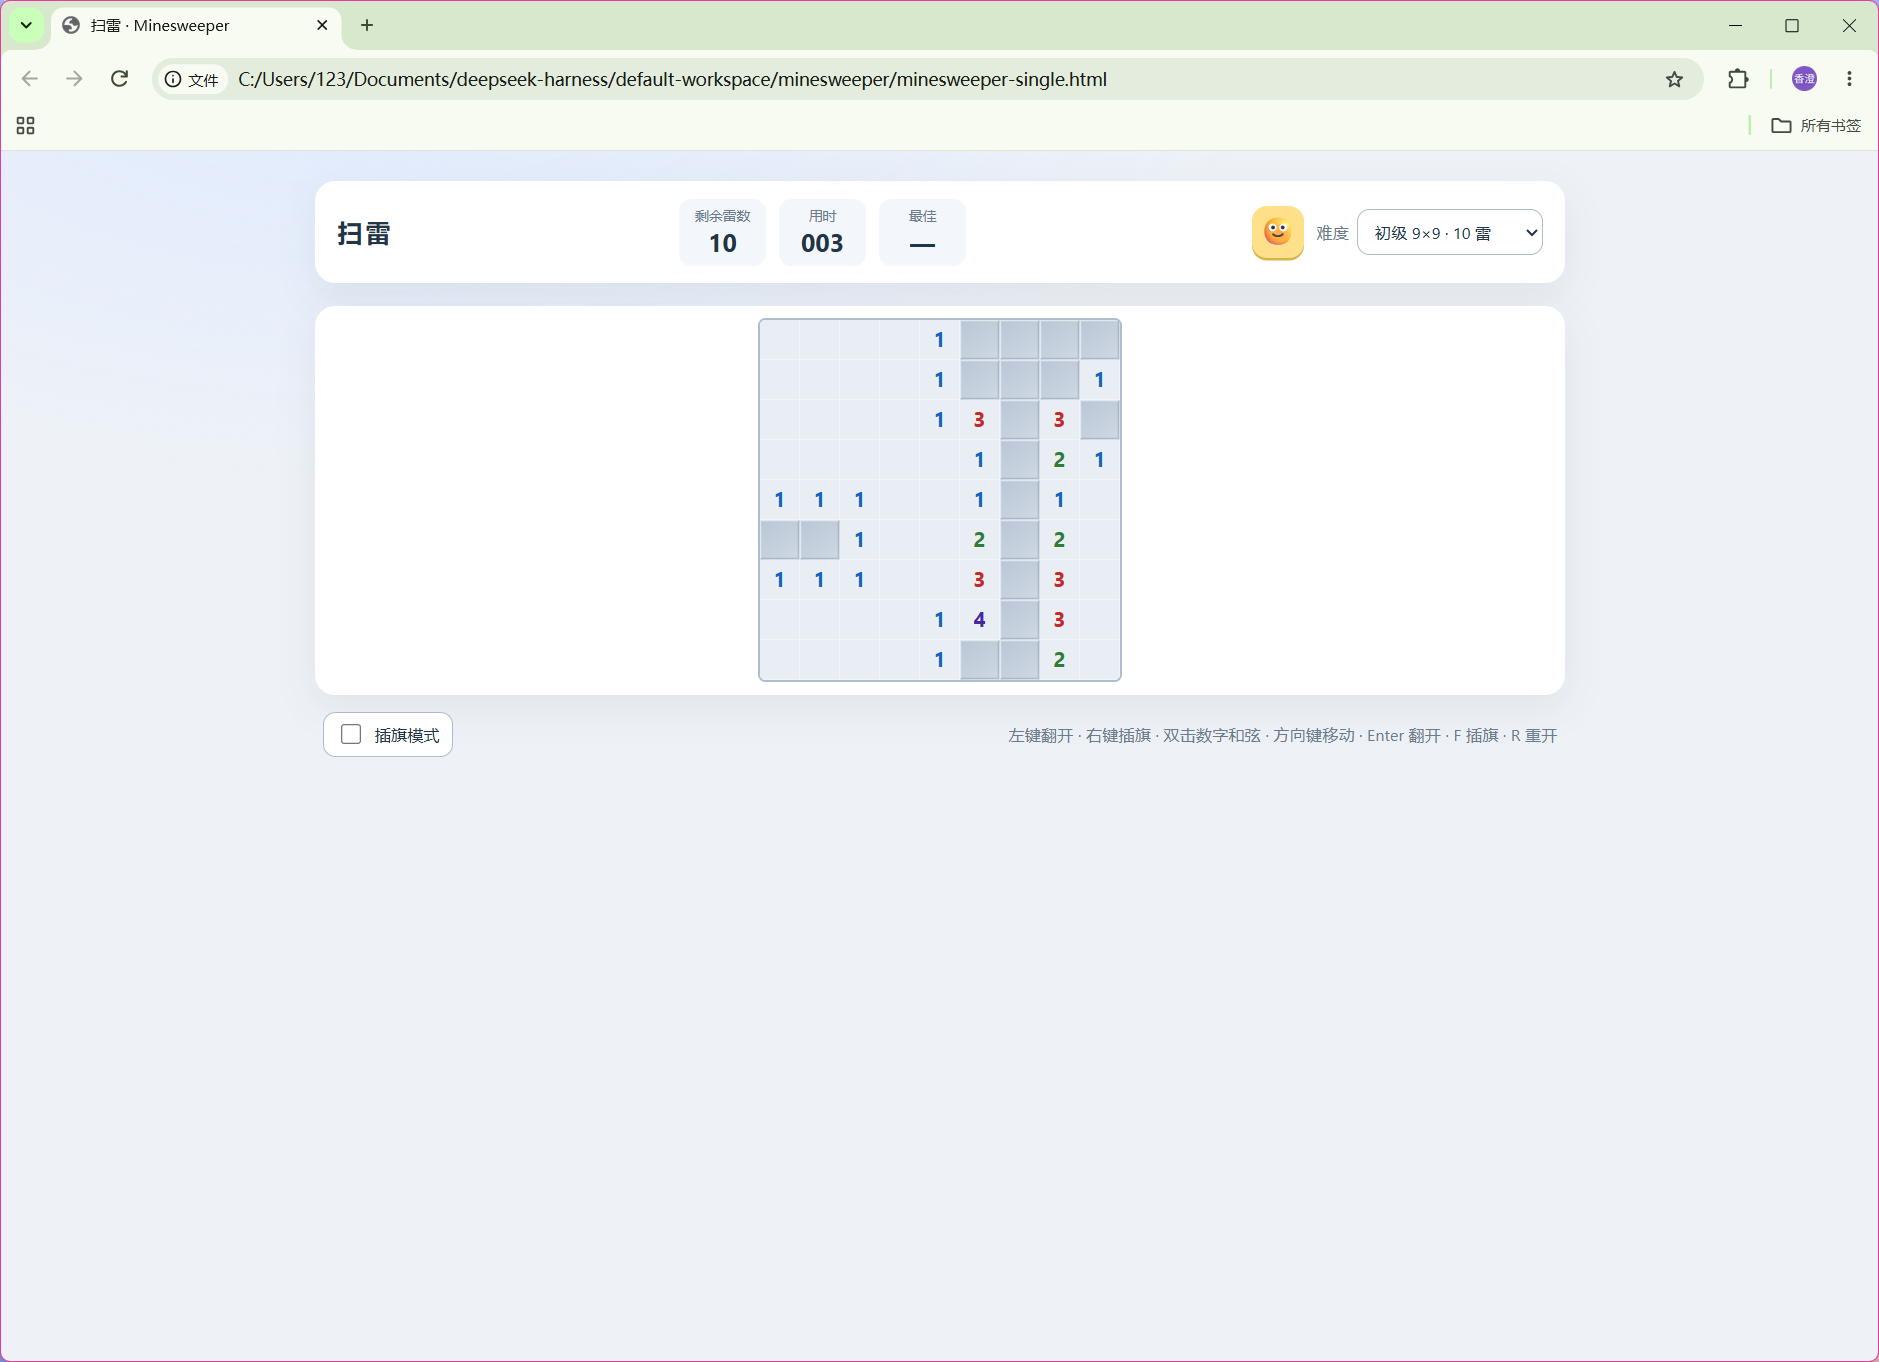 扫雷 · Minesweeper
文件 C:/Users/123/Documents/deepseek-harness/default-workspace/minesweeper/minesweeper-single.html
香澄
所有书签
扫雷
剩余雷数
10
用时
003
最佳
—
难度
初级 9×9 · 10 雷
1
1 1
1 3 3
1 2 1
1 1 1 1 1
1 2 2
1 1 1 3 3
1 4 3
1 2
插旗模式
左键翻开 · 右键插旗 · 双击数字和弦 · 方向键移动 · Enter 翻开 · F 插旗 · R 重开